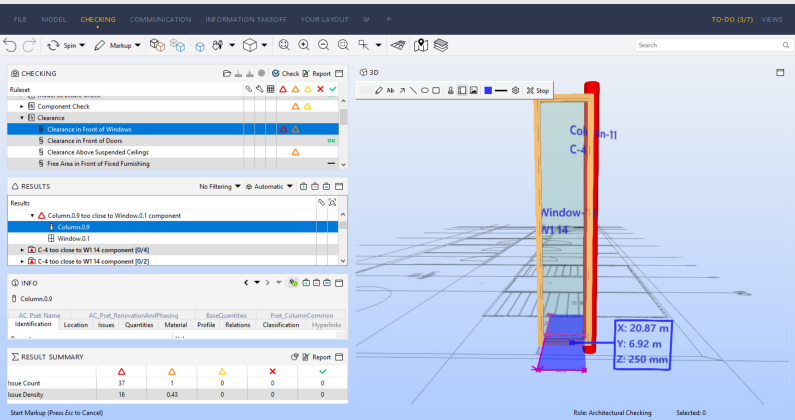 FILE MODEL CHECKING COMMUNICATION INFORMATION TAKEOFF YOUR LAYOUT W + TO-DO (3/7) VIEWS
Spin Markup Search
CHECKING Check Report
Ruleset
Component Check
Clearance
§ Clearance in Front of Windows
§ Clearance in Front of Doors OK
§ Clearance Above Suspended Ceilings
§ Free Area in Front of Fixed Furnishing
RESULTS No Filtering Automatic
Results
Column.0.9 too close to Window.0.1 component
Column.0.9
Window.0.1
C-4 too close to W1 14 component [0/4]
C-4 too close to W1 14 component [0/2]
INFO
Column.0.9
AC_Pset_Name AC_Pset_RenovationAndPhasing BaseQuantities Pset_ColumnCommon
Identification Location Issues Quantities Material Profile Relations Classification Hyperlinks
RESULT SUMMARY Report
Issue Count 37 1 0 0 0
Issue Density 16 0.43 0 0 0
3D
Ab Stop
C-4
W1 14
X: 20.87 m
Y: 6.92 m
Z: 250 mm
Start Markup (Press Esc to Cancel) Role: Architectural Checking Selected: 0